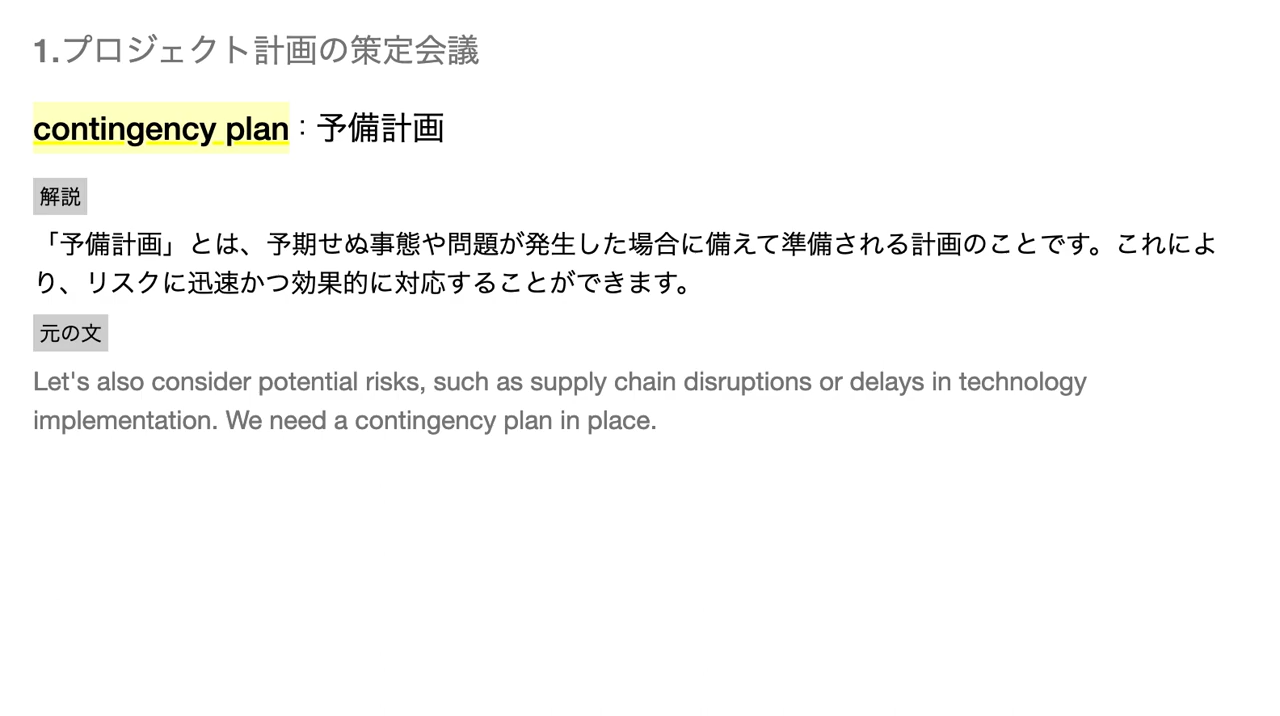 1.プロジェクト計画の策定会議
contingency plan：予備計画
解説
「予備計画」とは、予期せぬ事態や問題が発生した場合に備えて準備される計画のことです。これによ
り、リスクに迅速かつ効果的に対応することができます。
元の文
Let's also consider potential risks, such as supply chain disruptions or delays in technology
implementation. We need a contingency plan in place.